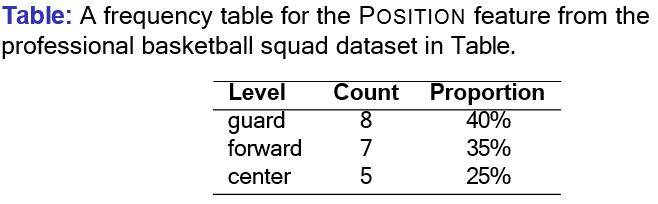 Table: A frequency table for the POSITION feature from the
professional basketball squad dataset in Table.
Level Count Proportion
guard 8 40%
forward 7 35%
center 5 25%